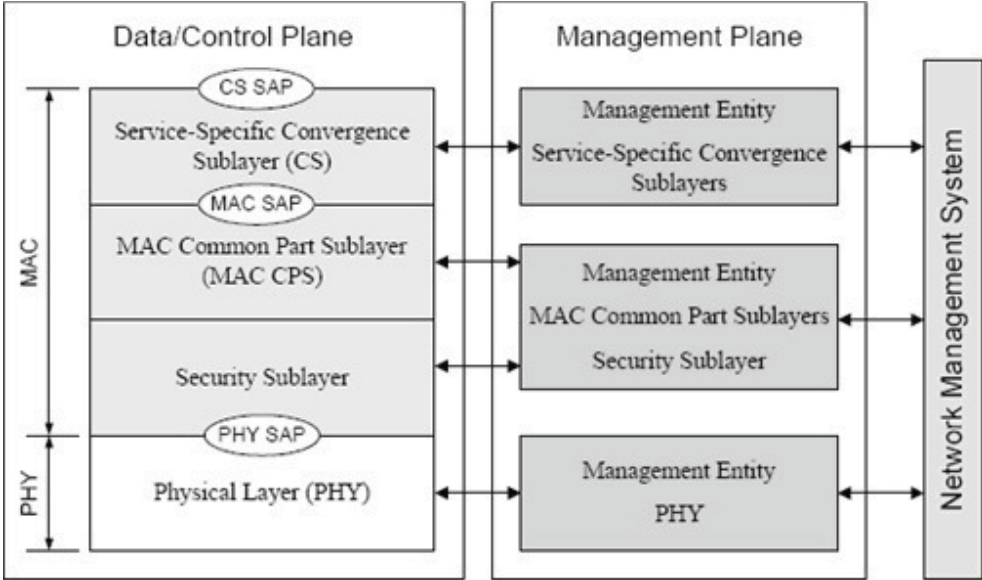 Data/Control Plane
CS SAP
Service-Specific Convergence
Sublayer (CS)
MAC SAP
MAC Common Part Sublayer
(MAC CPS)
Security Sublayer
PHY SAP
Physical Layer (PHY)
MAC
PHY
Management Plane
Management Entity
Service-Specific Convergence
Sublayers
Management Entity
MAC Common Part Sublayers
Security Sublayer
Management Entity
PHY
Network Management System